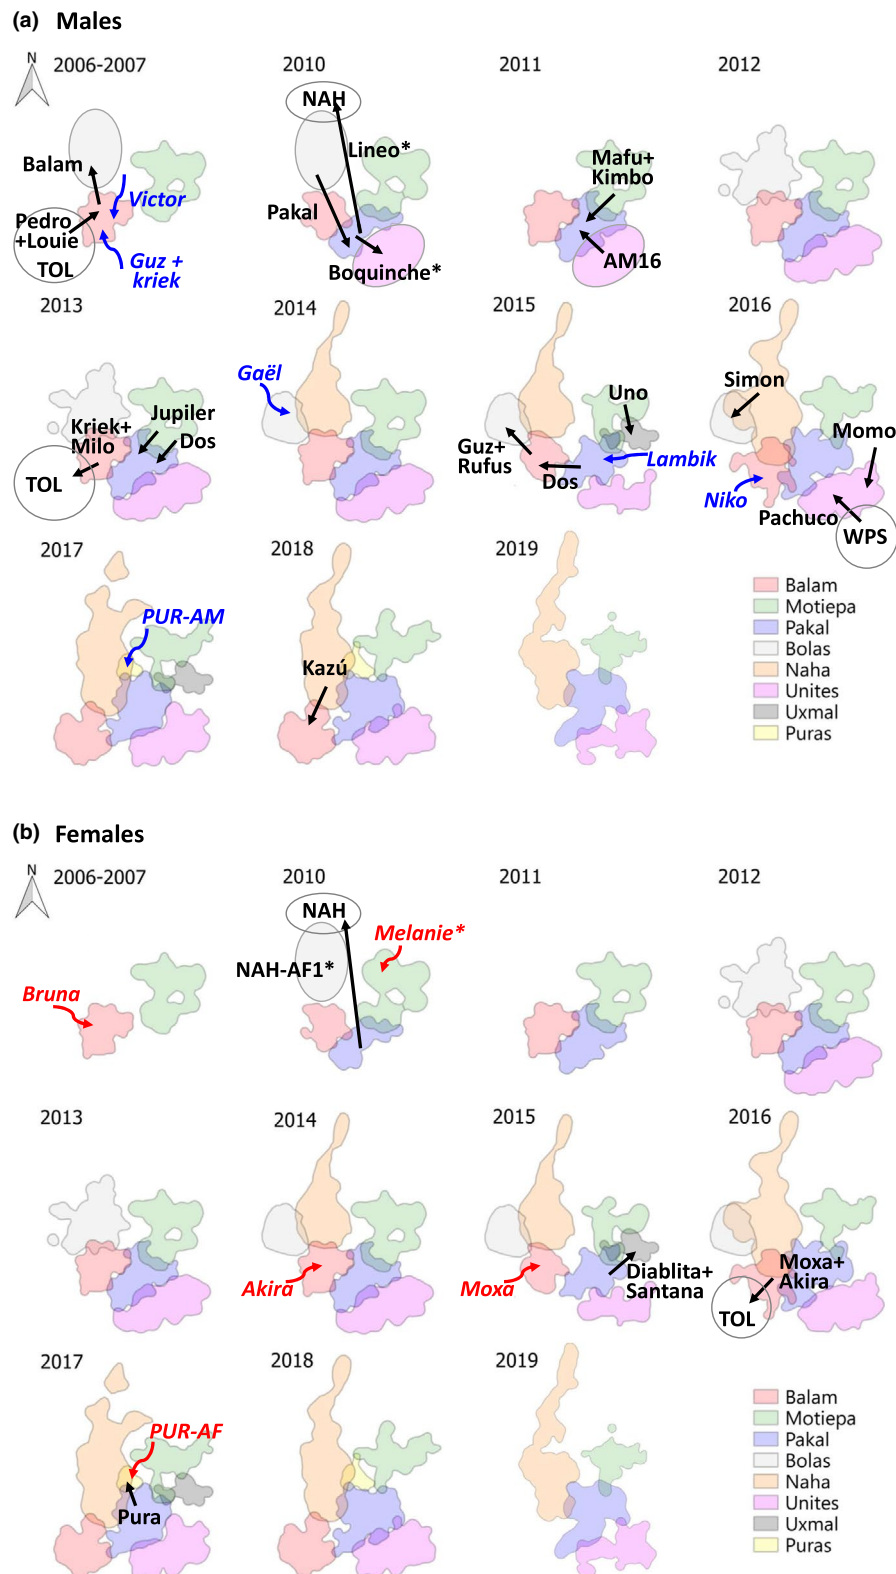 (a) Males
N
2006-2007
2010
2011
2012
NAH
Balam
Victor
Pedro
+Louie
TOL
Guz +
kriek
Lineo*
Pakal
Boquinche*
Mafu+
Kimbo
AM16
2013
2014
2015
2016
Kriek+
Milo
Jupiler
Dos
TOL
Gaël
Uno
Guz+
Rufus
Dos
Lambik
Simon
Momo
Niko
Pachuco
WPS
2017
2018
2019
PUR-AM
Kazú
Balam
Motiepa
Pakal
Bolas
Naha
Unites
Uxmal
Puras
(b) Females
N
2006-2007
2010
2011
2012
NAH
Melanie*
NAH-AF1*
Bruna
2013
2014
2015
2016
Akira
Moxa
Diablita+
Santana
Moxa+
Akira
TOL
2017
2018
2019
PUR-AF
Pura
Balam
Motiepa
Pakal
Bolas
Naha
Unites
Uxmal
Puras